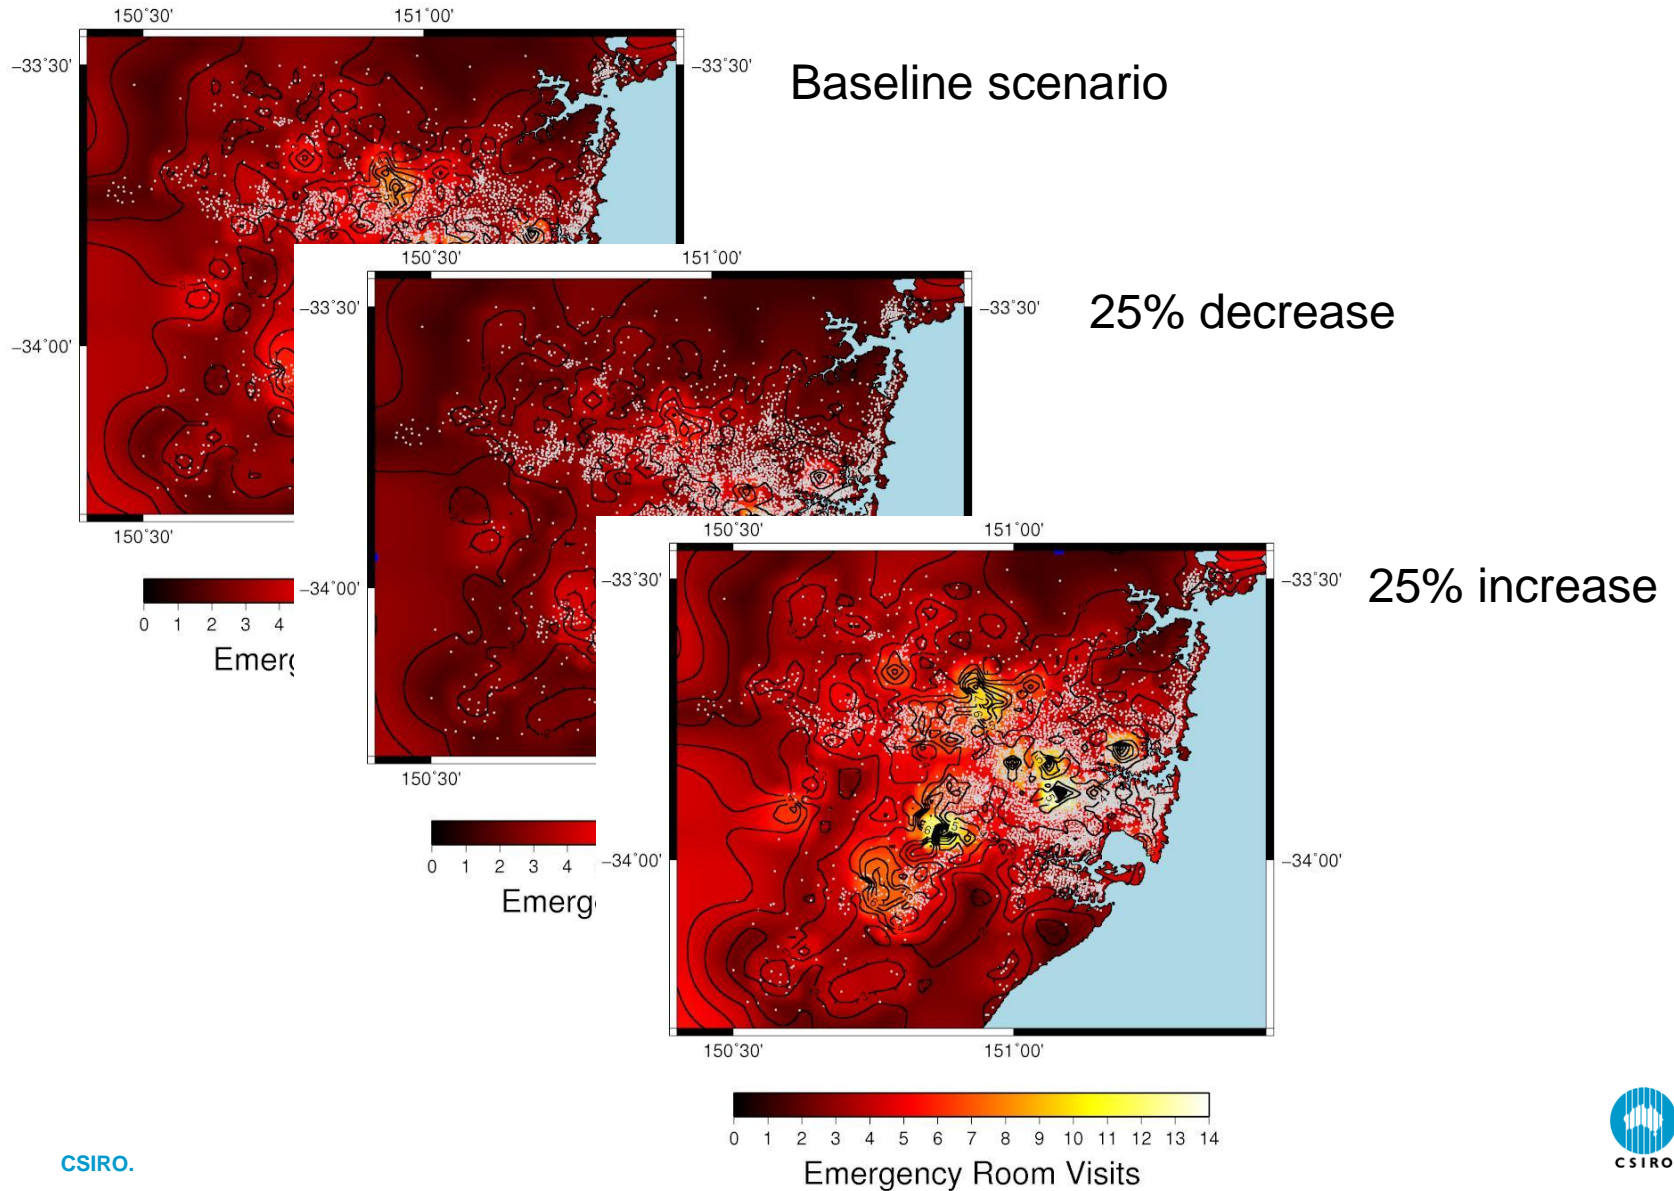 150˚30' 151˚00'
−33˚30' −33˚30'
Baseline scenario
−34˚00'
150˚30'
0 1 2 3 4
Emerg
150˚30' 151˚00'
−33˚30' −33˚30'
25% decrease
−34˚00'
150˚30'
0 1 2 3 4
Emerge
150˚30' 151˚00'
−33˚30' −33˚30'
25% increase
−34˚00' −34˚00'
150˚30' 151˚00'
0 1 2 3 4 5 6 7 8 9 10 11 12 13 14
Emergency Room Visits
CSIRO.
CSIRO